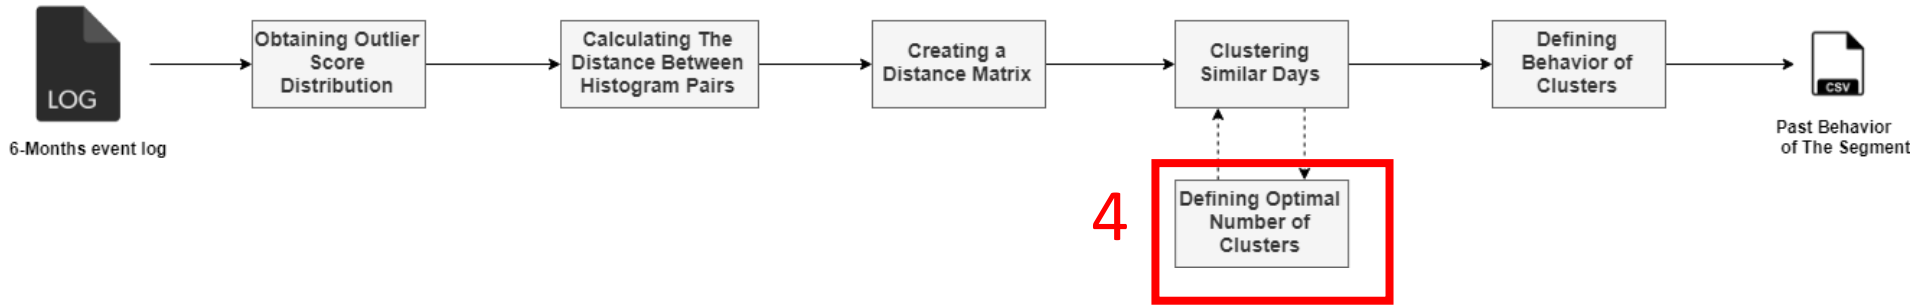 LOG
6-Months event log
Obtaining Outlier
Score
Distribution
Calculating The
Distance Between
Histogram Pairs
Creating a
Distance Matrix
Clustering
Similar Days
Defining
Behavior of
Clusters
CSV
Past Behavior
of The Segment
4
Defining Optimal
Number of
Clusters